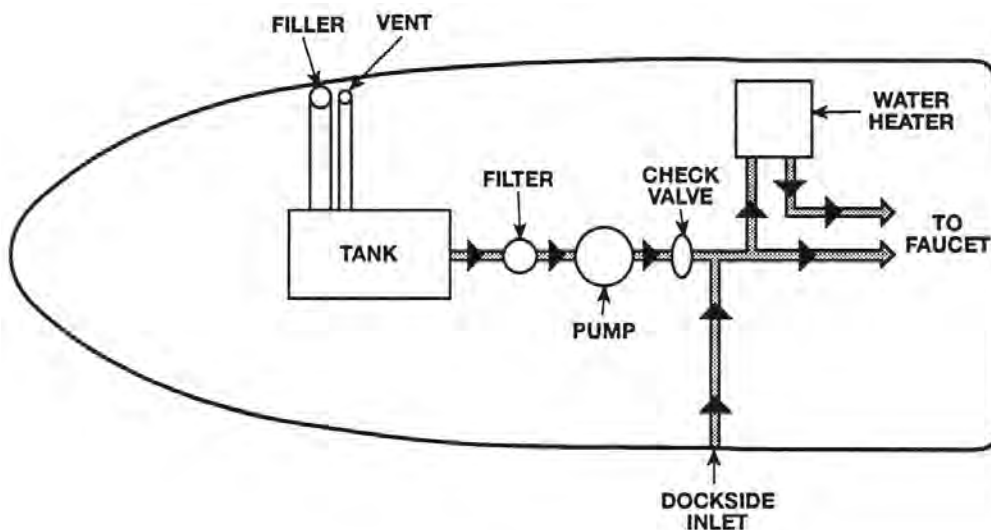 FILLER
VENT
WATER
HEATER
FILTER
CHECK
VALVE
TANK
TO
FAUCET
PUMP
DOCKSIDE
INLET